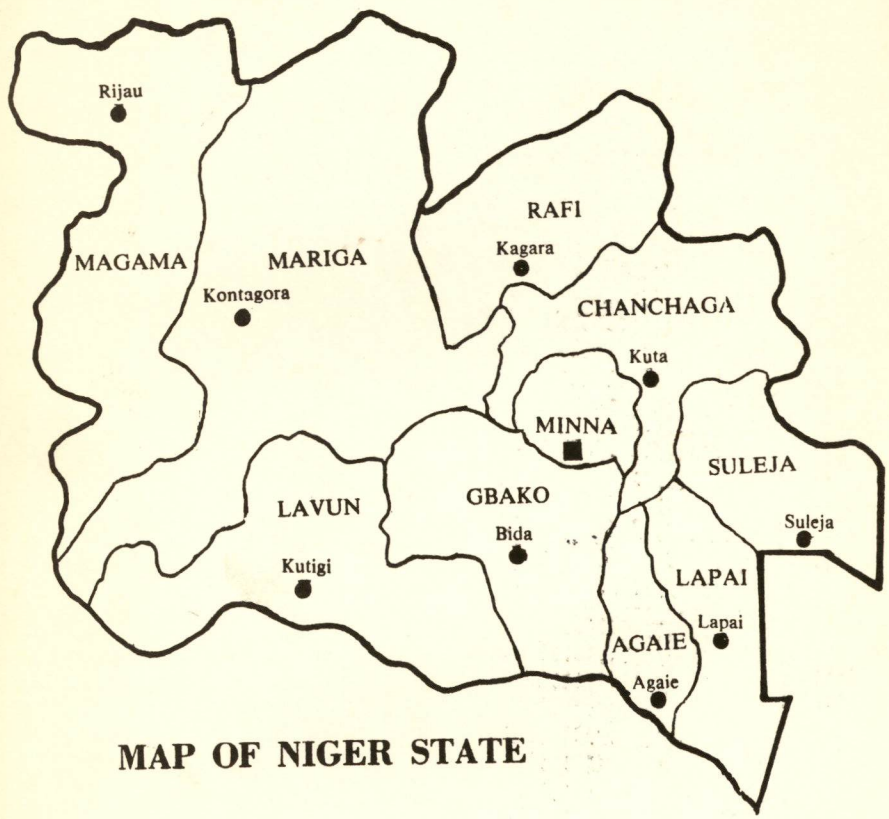 Rijau
RAFI
Kagara
MAGAMA
MARIGA
Kontagora
CHANCHAGA
Kuta
MINNA
SULEJA
GBAKO
LAVUN
Bida
Suleja
Kutigi
LAPAI
Lapai
AGAIE
Agaie
MAP OF NIGER STATE